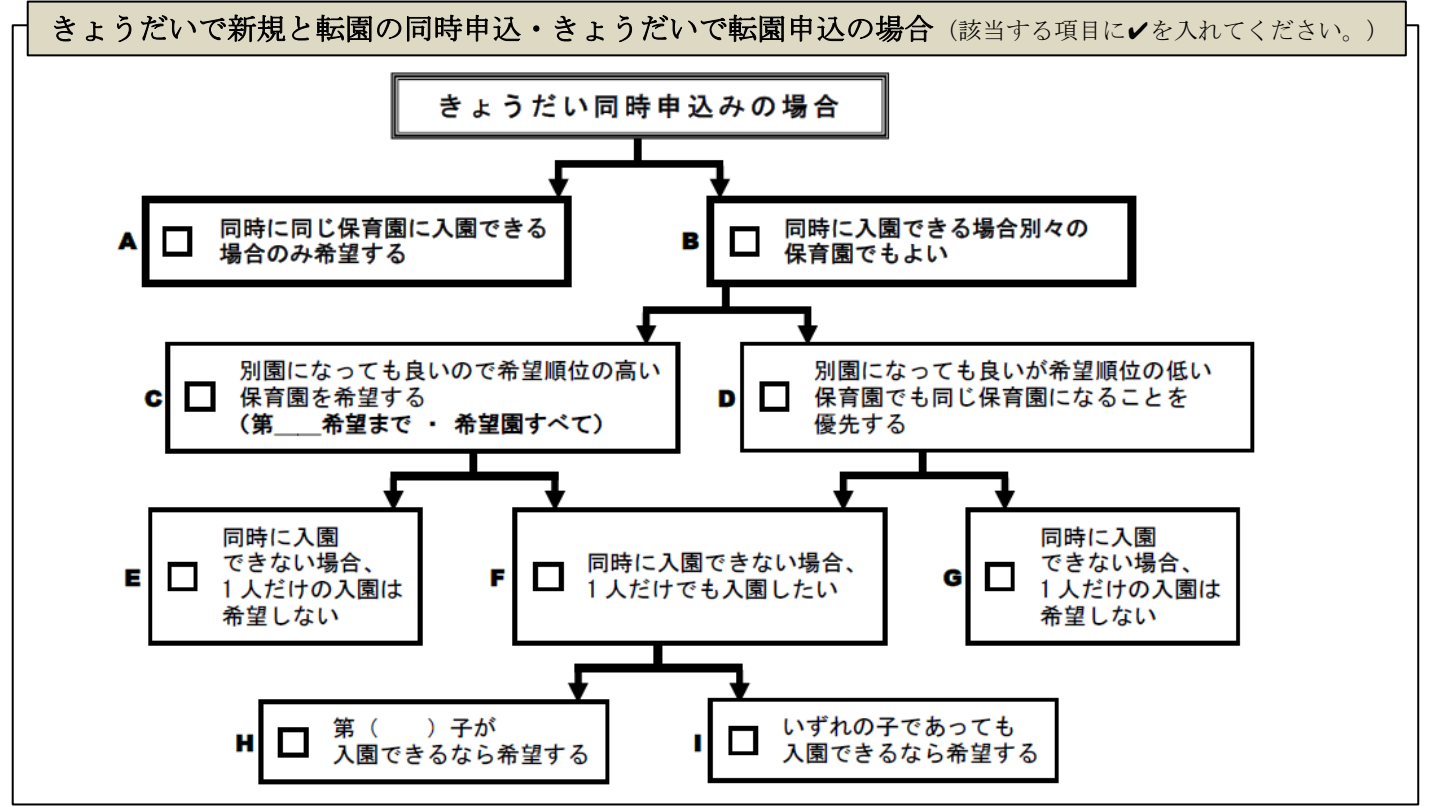 きょうだいで新規と転園の同時申込・きょうだいで転園申込の場合（該当する項目に✔を入れてください。）
きょうだい同時申込みの場合
A
同時に同じ保育園に入園できる
場合のみ希望する
B
同時に入園できる場合別々の
保育園でもよい
C
別園になっても良いので希望順位の高い
保育園を希望する
（第＿＿希望まで ・ 希望園すべて）
D
別園になっても良いが希望順位の低い
保育園でも同じ保育園になることを
優先する
E
同時に入園
できない場合、
１人だけの入園は
希望しない
F
同時に入園できない場合、
１人だけでも入園したい
G
同時に入園
できない場合、
１人だけの入園は
希望しない
H
第（　　）子が
入園できるなら希望する
I
いずれの子であっても
入園できるなら希望する